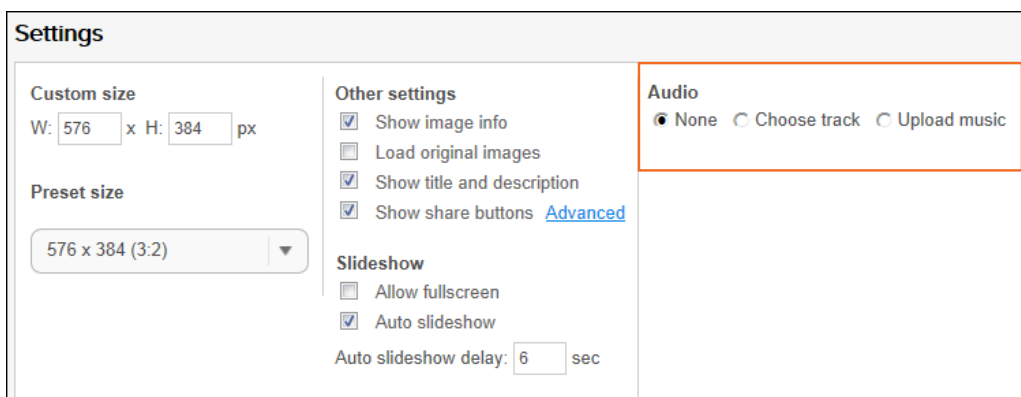 Settings
Custom size
W: 576 x H: 384 px
Preset size
576 x 384 (3:2)
Other settings
Show image info
Load original images
Show title and description
Show share buttons Advanced
Slideshow
Allow fullscreen
Auto slideshow
Auto slideshow delay: 6 sec
Audio
None Choose track Upload music